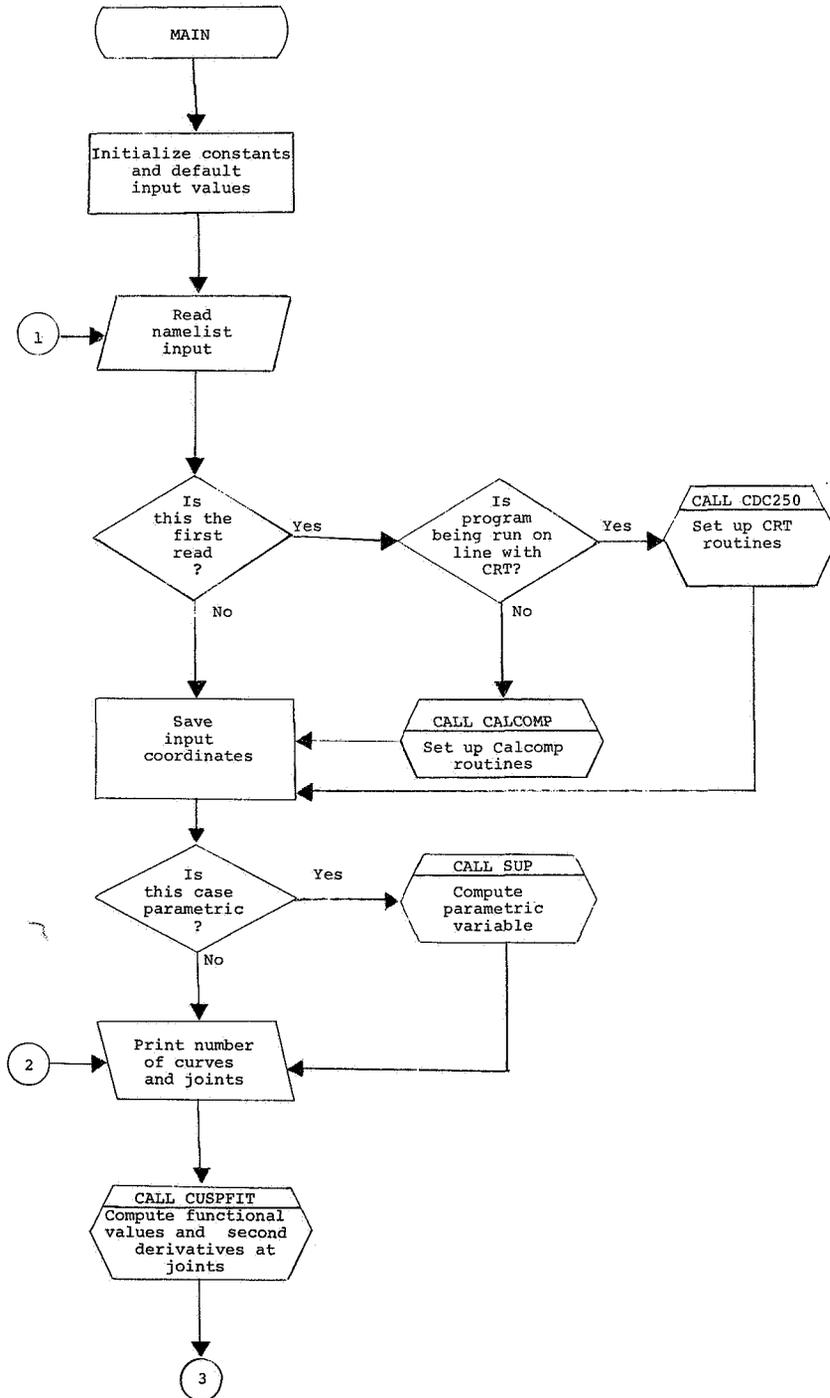 MAIN
Initialize constants
and default
input values
1
Read
namelist
input
Is
this the
first
read
?
Yes
No
Is
program
being run on
line with
CRT?
Yes
No
CALL CDC250
Set up CRT
routines
Save
input
coordinates
CALL CALCOMP
Set up Calcomp
routines
Is
this case
parametric
?
Yes
No
CALL SUP
Compute
parametric
variable
2
Print number
of curves
and joints
CALL CUSPFIT
Compute functional
values and second
derivatives at
joints
3